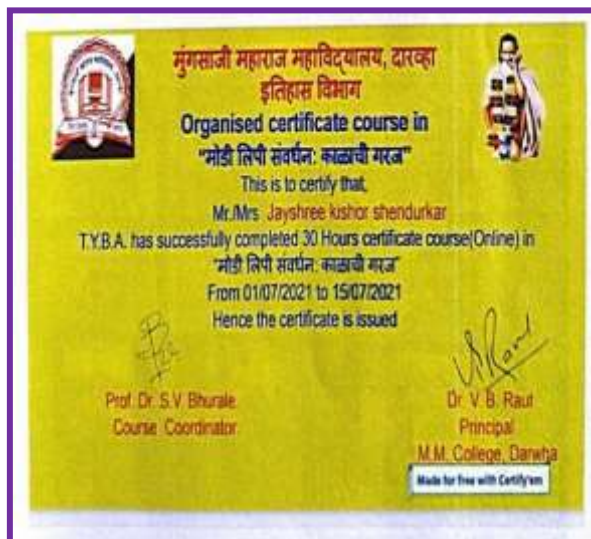 मुंगसाजी महाराज महाविद्यालय, दारव्हा
इतिहास विभाग
Organised certificate course in
"मोडी लिपी संवर्धन: काळाची गरज"
This is to certify that,
Mr./Mrs Jayshree kishor shendurkar
T.Y.B.A. has successfully completed 30 Hours certificate course(Online) in
"मोडी लिपी संवर्धन: काळाची गरज"
From 01/07/2021 to 15/07/2021
Hence the certificate is issued
Prof. Dr. S.V. Bhurale
Course Coordinator
Dr. V. B. Raut
Principal
M.M. College, Darwha
Made for free with Certify'em